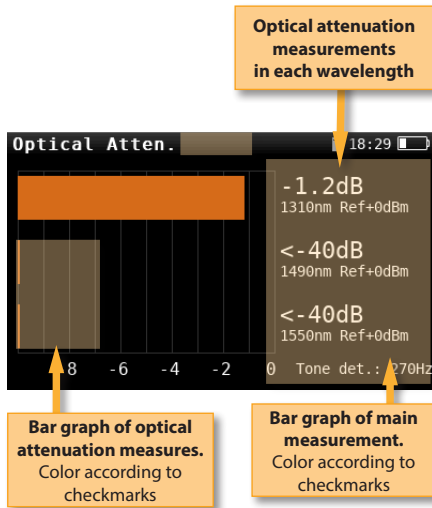 Optical attenuation
measurements
in each wavelength
Optical Atten.
18:29
-1.2dB
1310nm Ref+0dBm
<-40dB
1490nm Ref+0dBm
<-40dB
1550nm Ref+0dBm
8 -6 -4 -2 0 Tone det.: 270Hz
Bar graph of optical
attenuation measures.
Color according to
checkmarks
Bar graph of main
measurement.
Color according to
checkmarks